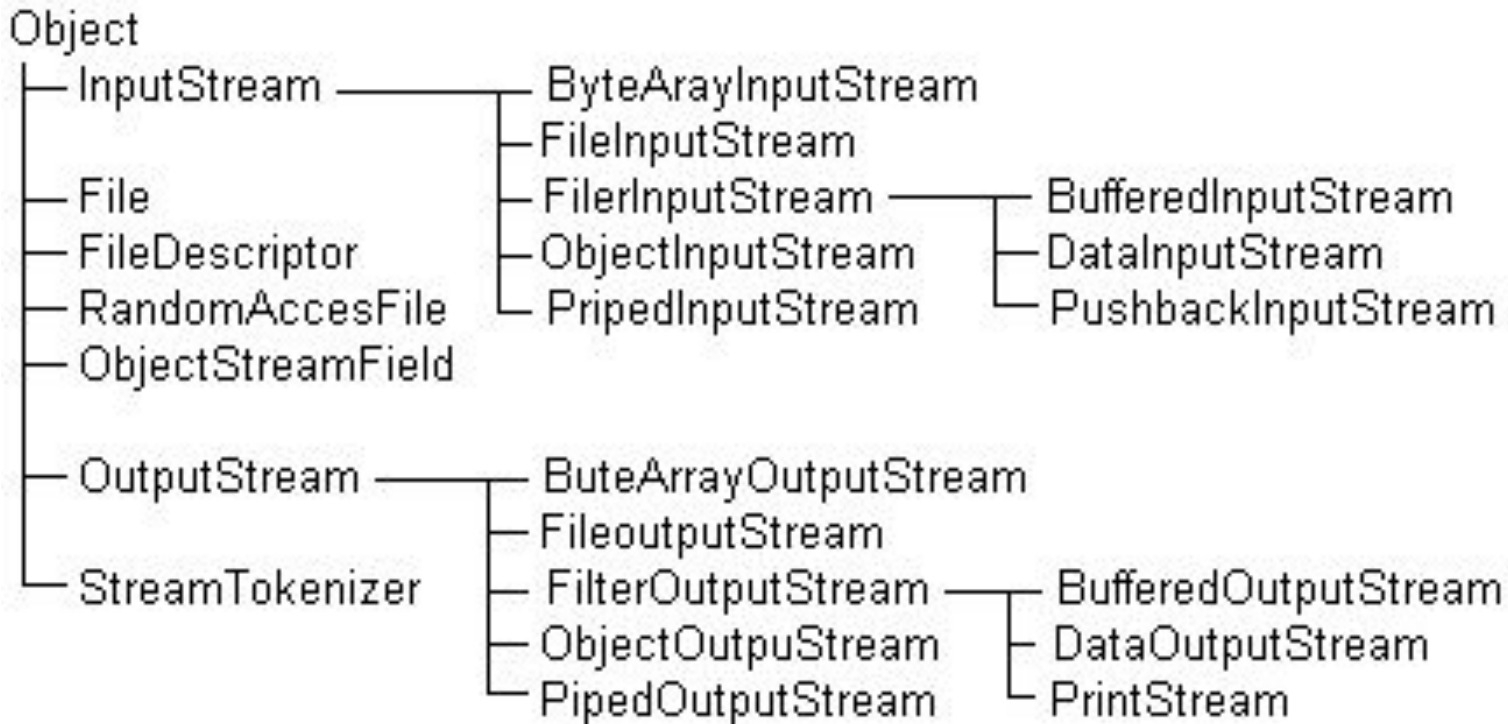 Object
InputStream ByteArayInputStream
FileInputStream
File FilerInputStream BufferedInputStream
FileDescriptor ObjectInputStream DataInputStream
RandomAccesFile PripedInputStream PushbackInputStream
ObjectStreamField
OutputStream ButeArrayOutputStream
FileoutputStream
StreamTokenizer FilterOutputStream BufferedOutputStream
ObjectOutpuStream DataOutputStream
PipedOutputStream PrintStream